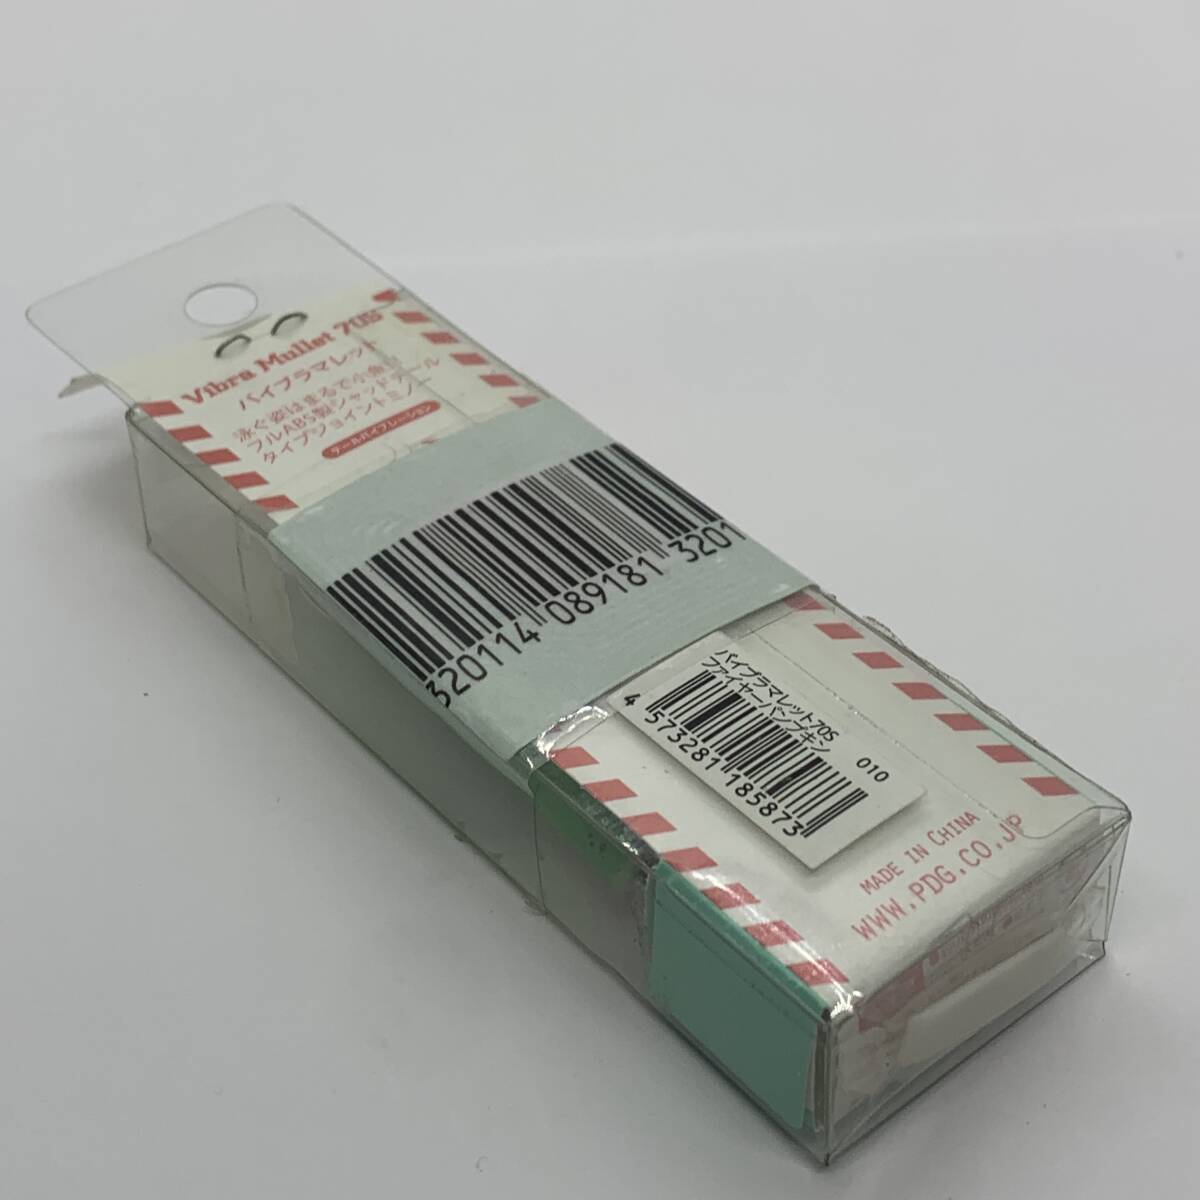 Vibra Mullet 70S
バイブラマレット
泳ぐ姿はまるで小魚!!
フルABS製シャッドテール
タイプジョイントミノー
テールバイブレーション
320114 089181 3201
バイブラマレット70S
ファイヤーパンプキン
010
4 573281 185873
MADE IN CHINA
WWW.PDG.CO.JP